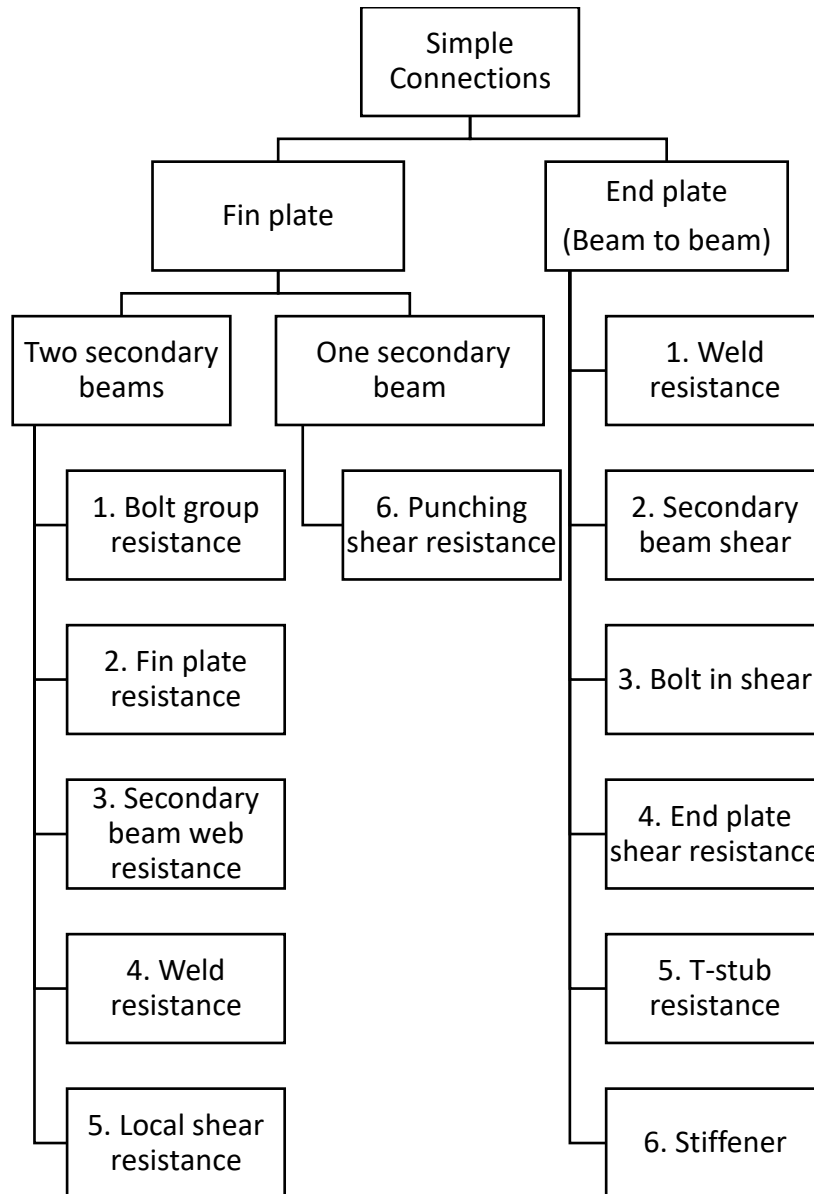 Simple
Connections
Fin plate
End plate
(Beam to beam)
Two secondary
beams
One secondary
beam
1. Bolt group
resistance
2. Fin plate
resistance
3. Secondary
beam web
resistance
4. Weld
resistance
5. Local shear
resistance
6. Punching
shear resistance
1. Weld
resistance
2. Secondary
beam shear
3. Bolt in shear
4. End plate
shear resistance
5. T-stub
resistance
6. Stiffener